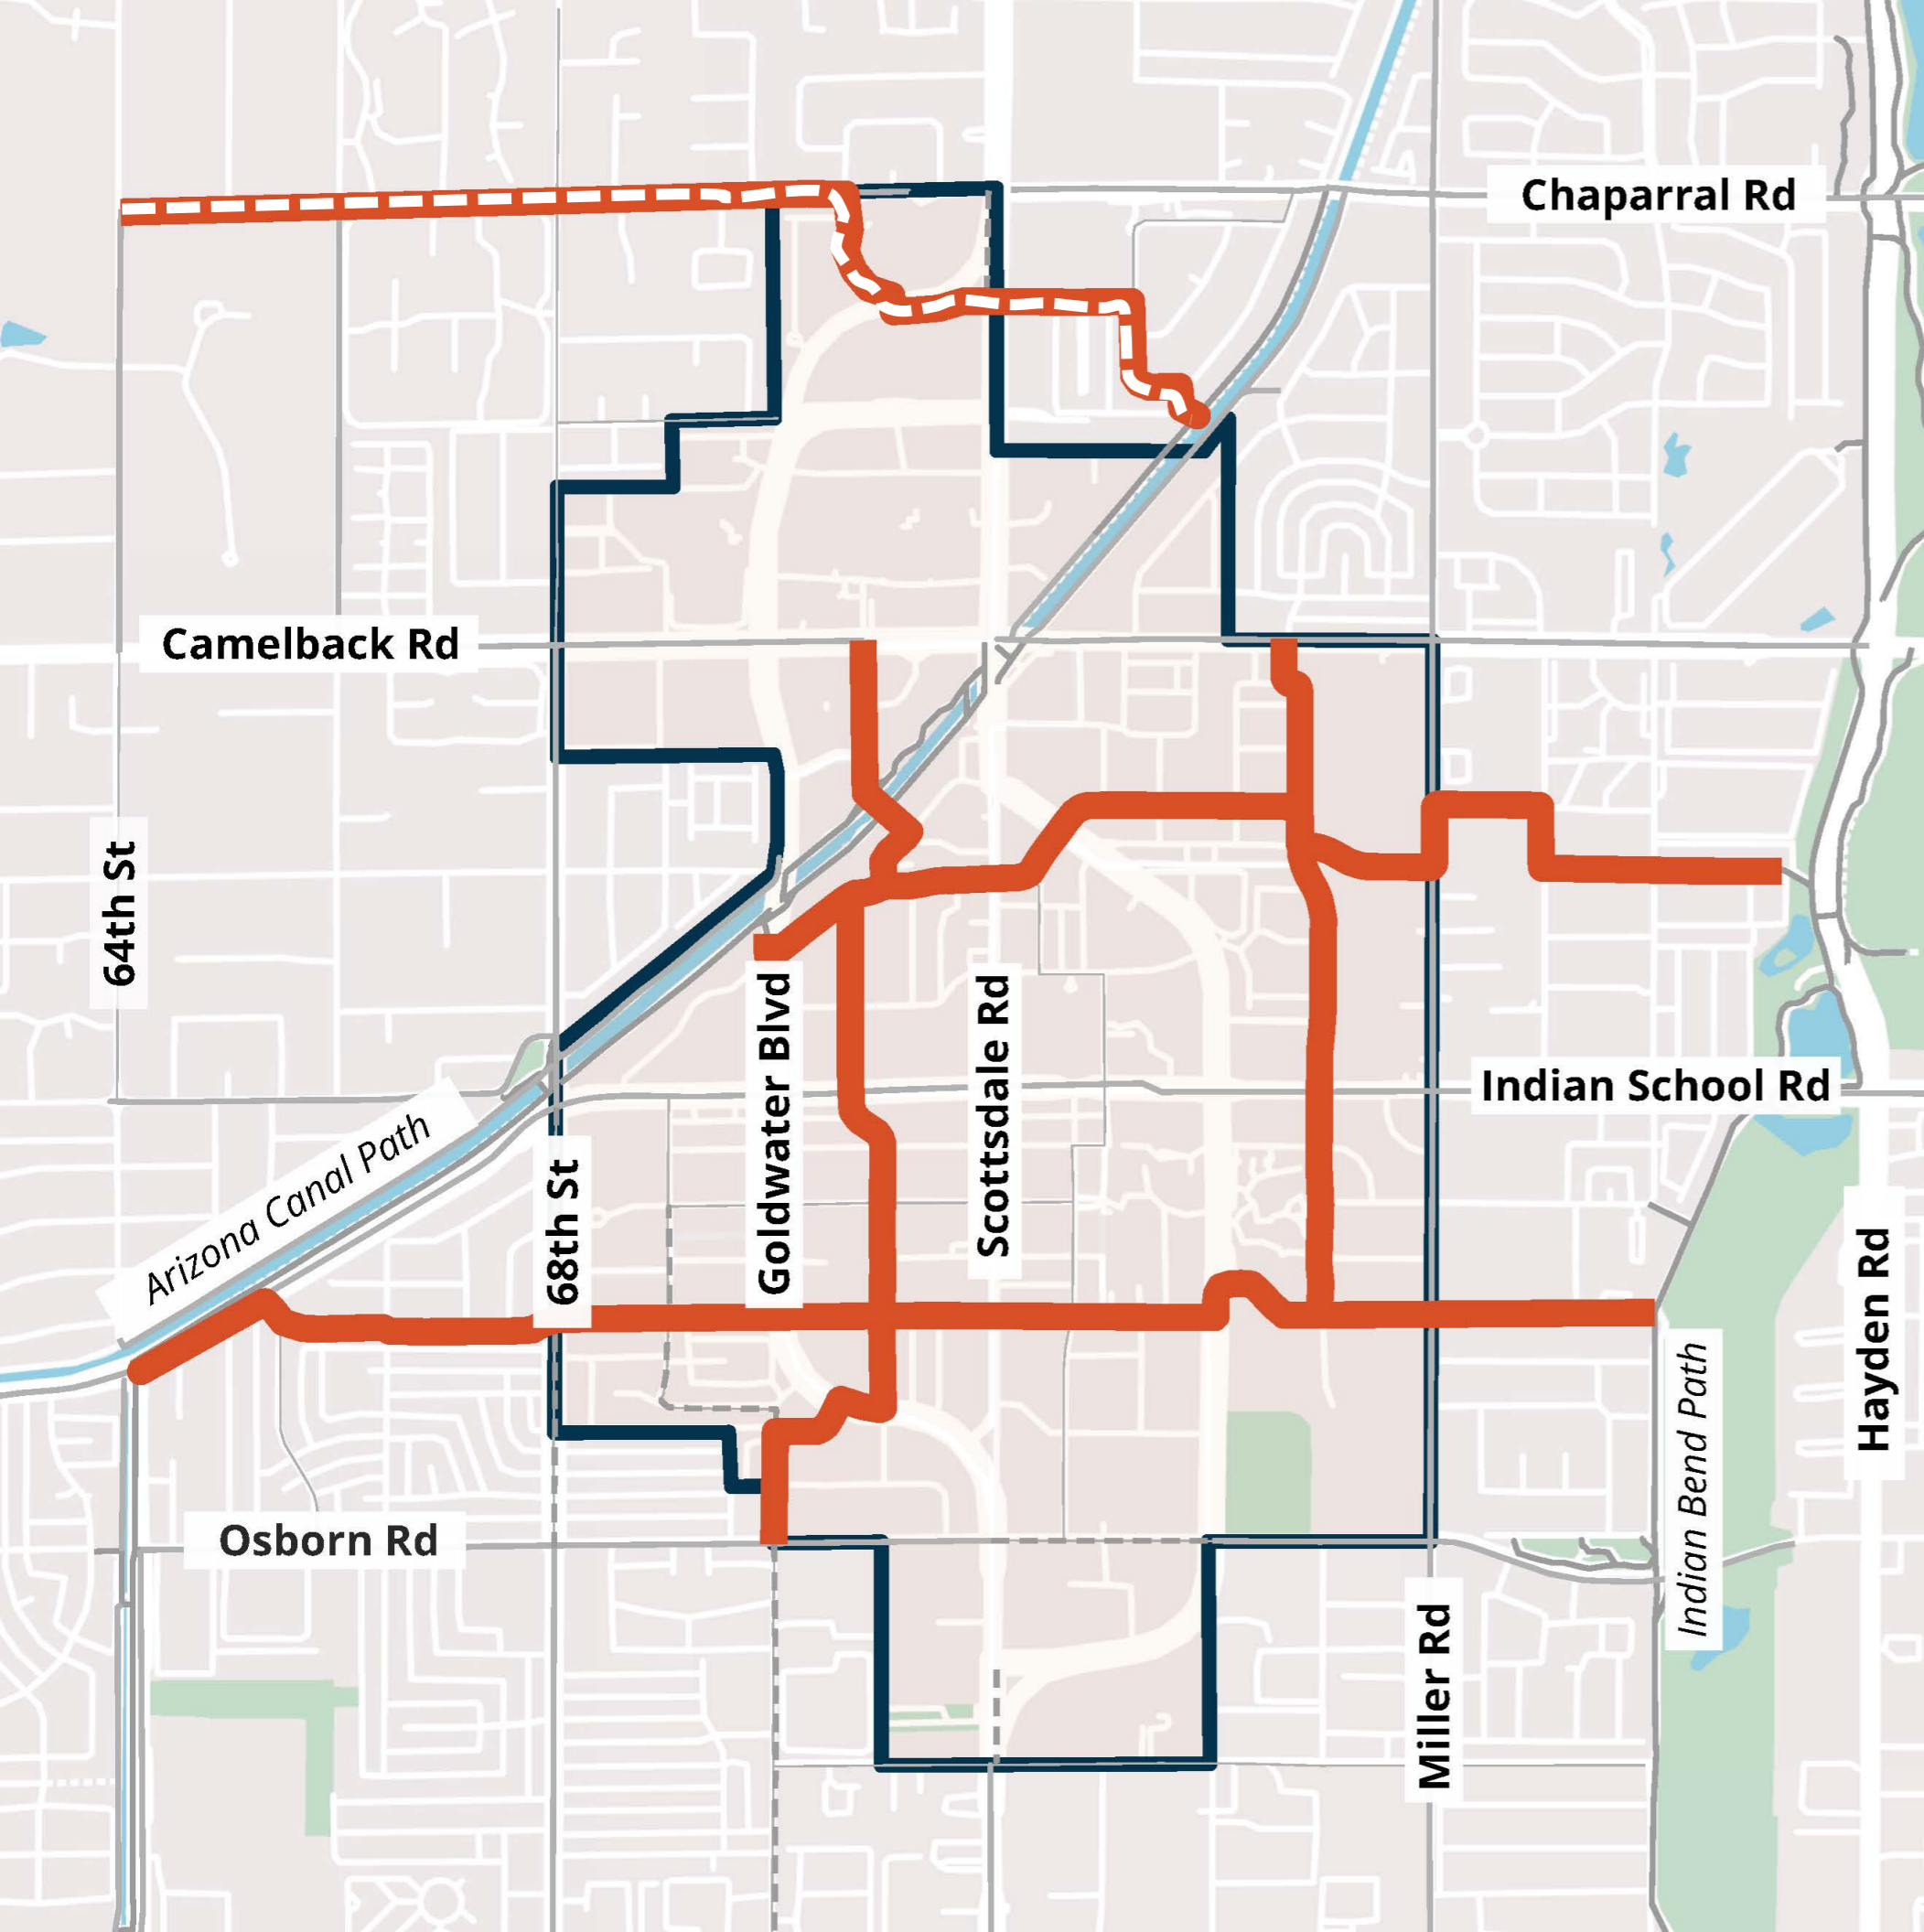 Chaparral Rd
Camelback Rd
64th St
Goldwater Blvd
Scottsdale Rd
Indian School Rd
Arizona Canal Path
68th St
Hayden Rd
Indian Bend Path
Osborn Rd
Miller Rd